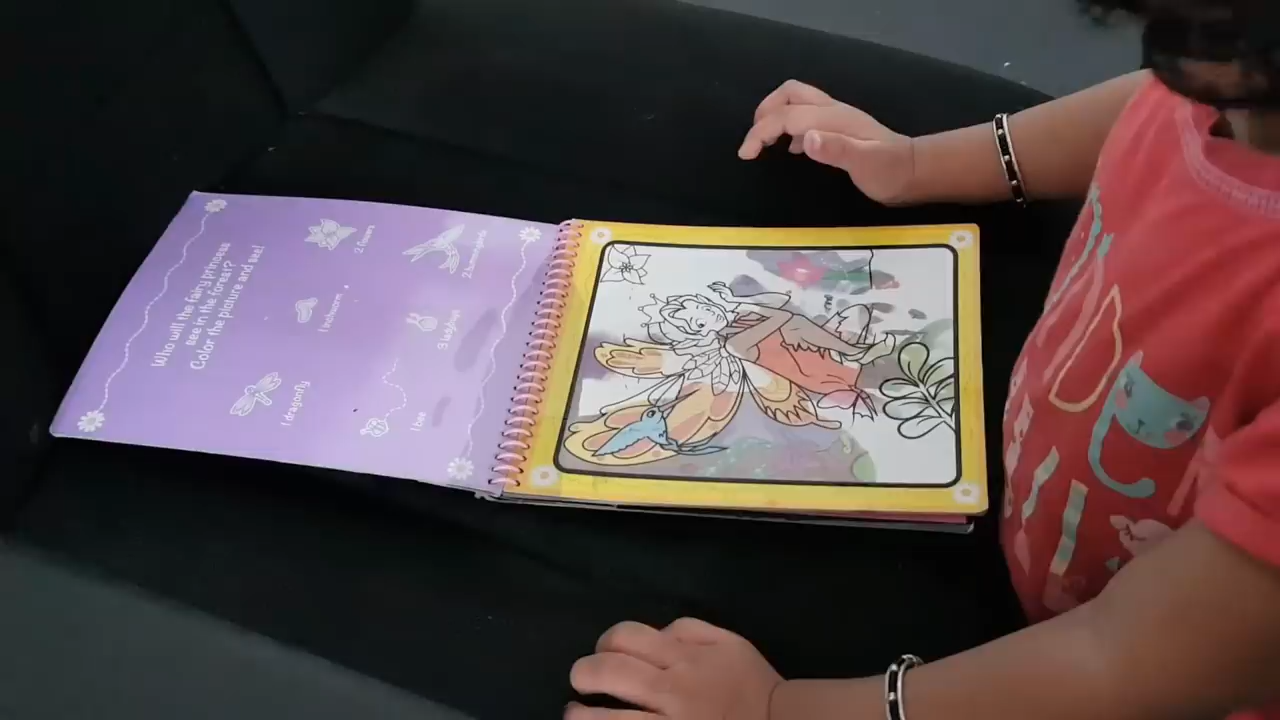 Who will the fairy princess
see in the forest?
Color the picture and see!
1 dragonfly
1 inchworm
2 flowers
1 bee
3 ladybugs
2 hummingbirds